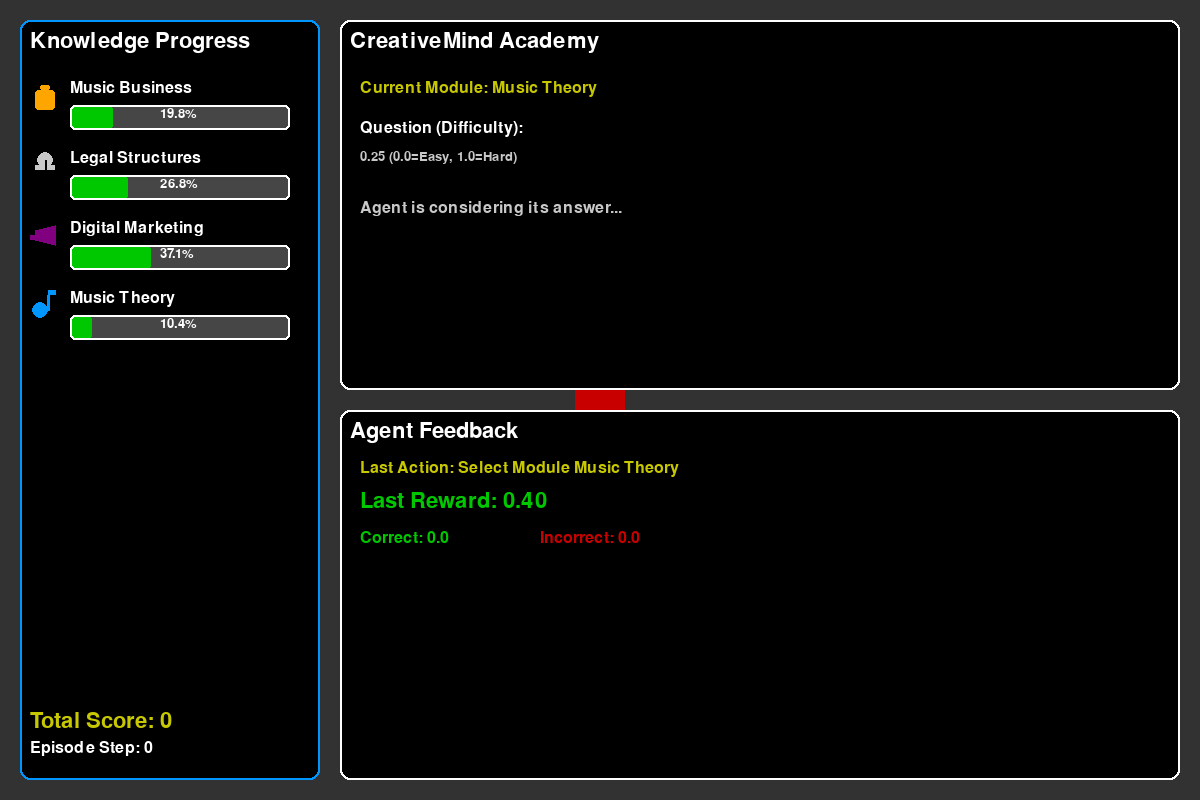 Knowledge Progress
Music Business
19.8%
Legal Structures
26.8%
Digital Marketing
37.1%
Music Theory
10.4%
Total Score: 0
Episode Step: 0
CreativeMind Academy
Current Module: Music Theory
Question (Difficulty):
0.25 (0.0=Easy, 1.0=Hard)
Agent is considering its answer...
Agent Feedback
Last Action: Select Module Music Theory
Last Reward: 0.40
Correct: 0.0 Incorrect: 0.0